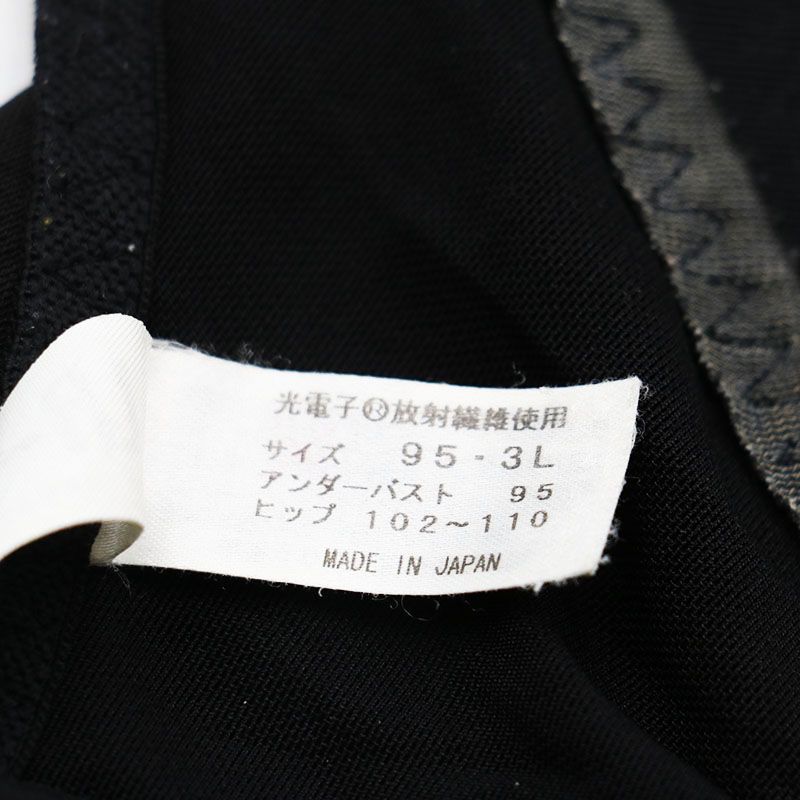 光電子®放射繊維使用
サイズ 95-3L
アンダーバスト 95
ヒップ 102~110
MADE IN JAPAN